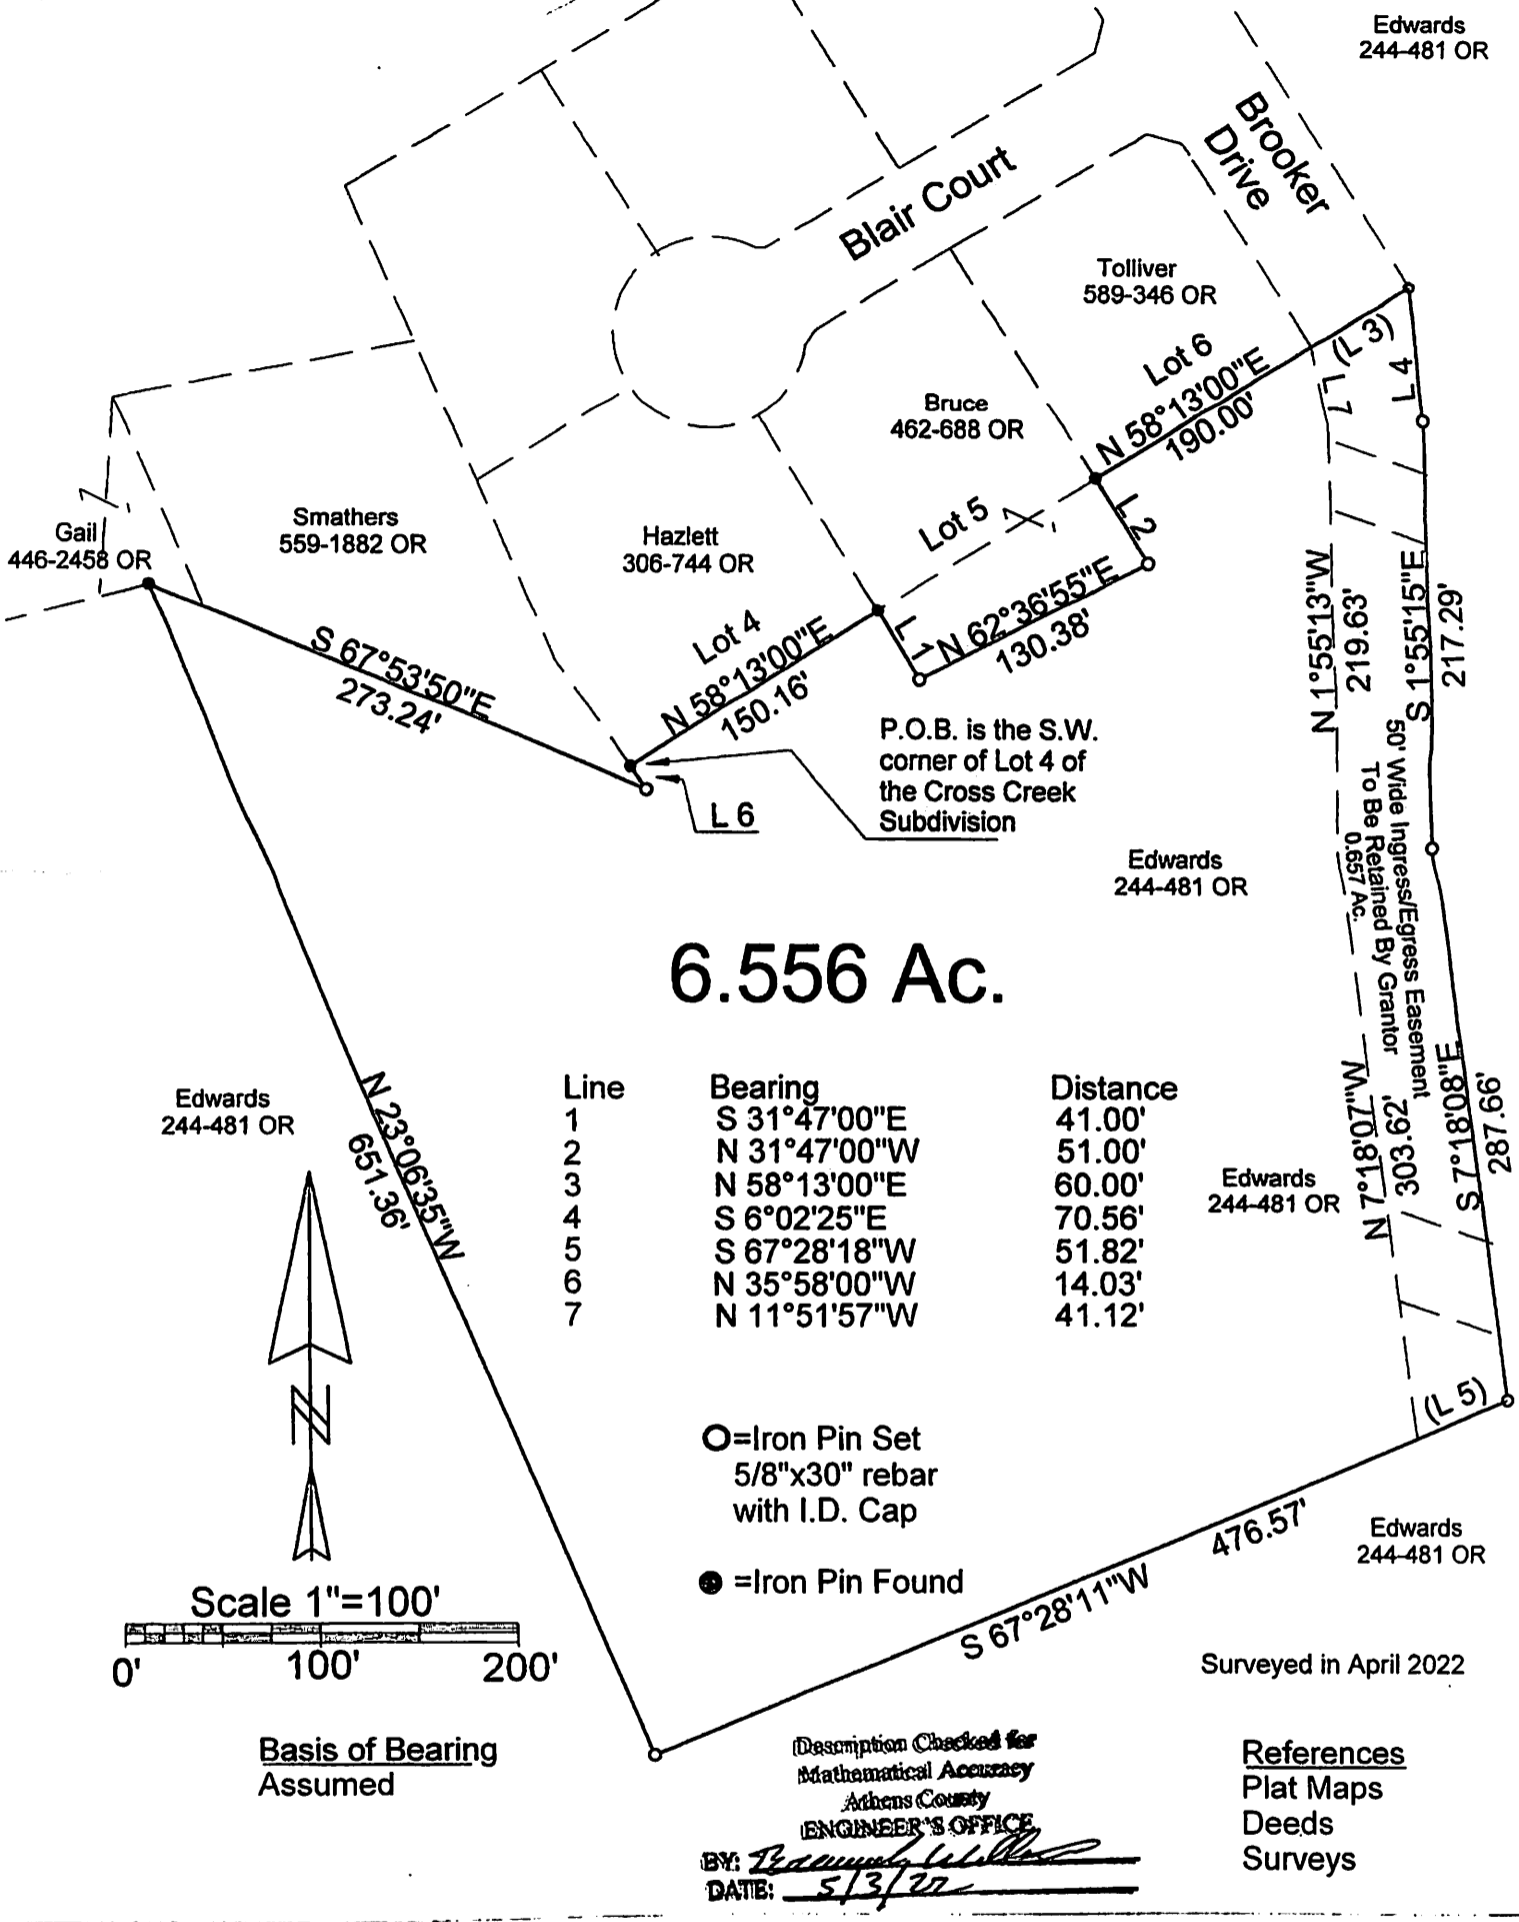 Edwards
244-481 OR
Brooker
Drive
Blair Court
Tolliver
589-346 OR
(L 3)
L 4
L 7
Lot 6
N 58°13'00"E
190.00'
Bruce
462-688 OR
Lot 5
L 2
Gail
446-2458 OR
Smathers
559-1882 OR
Hazlett
306-744 OR
Lot 4
N 58°13'00"E
150.16'
L 1
N 62°36'55"E
130.38'
S 67°53'50"E
273.24'
L 6
P.O.B. is the S.W.
corner of Lot 4 of
the Cross Creek
Subdivision
N 1°55'13"W
219.63'
S 1°55'15"E
217.29'
50' Wide Ingress/Egress Easement
To Be Retained By Grantor
0.657 Ac.
Edwards
244-481 OR
6.556 Ac.
N 7°18'07"W
303.62'
S 7°18'08"E
287.66'
Edwards
244-481 OR
N 23°06'35"W
651.36'
Line Bearing Distance
1 S 31°47'00"E 41.00'
2 N 31°47'00"W 51.00'
3 N 58°13'00"E 60.00'
4 S 6°02'25"E 70.56'
5 S 67°28'18"W 51.82'
6 N 35°58'00"W 14.03'
7 N 11°51'57"W 41.12'
Edwards
244-481 OR
N
(L 5)
O=Iron Pin Set
5/8"x30" rebar
with I.D. Cap
●=Iron Pin Found
476.57'
S 67°28'11"W
Edwards
244-481 OR
Scale 1"=100'
0' 100' 200'
Surveyed in April 2022
Basis of Bearing
Assumed
Description Checked for
Mathematical Accuracy
Athens County
ENGINEER'S OFFICE
BY:
DATE: 5/3/22
References
Plat Maps
Deeds
Surveys